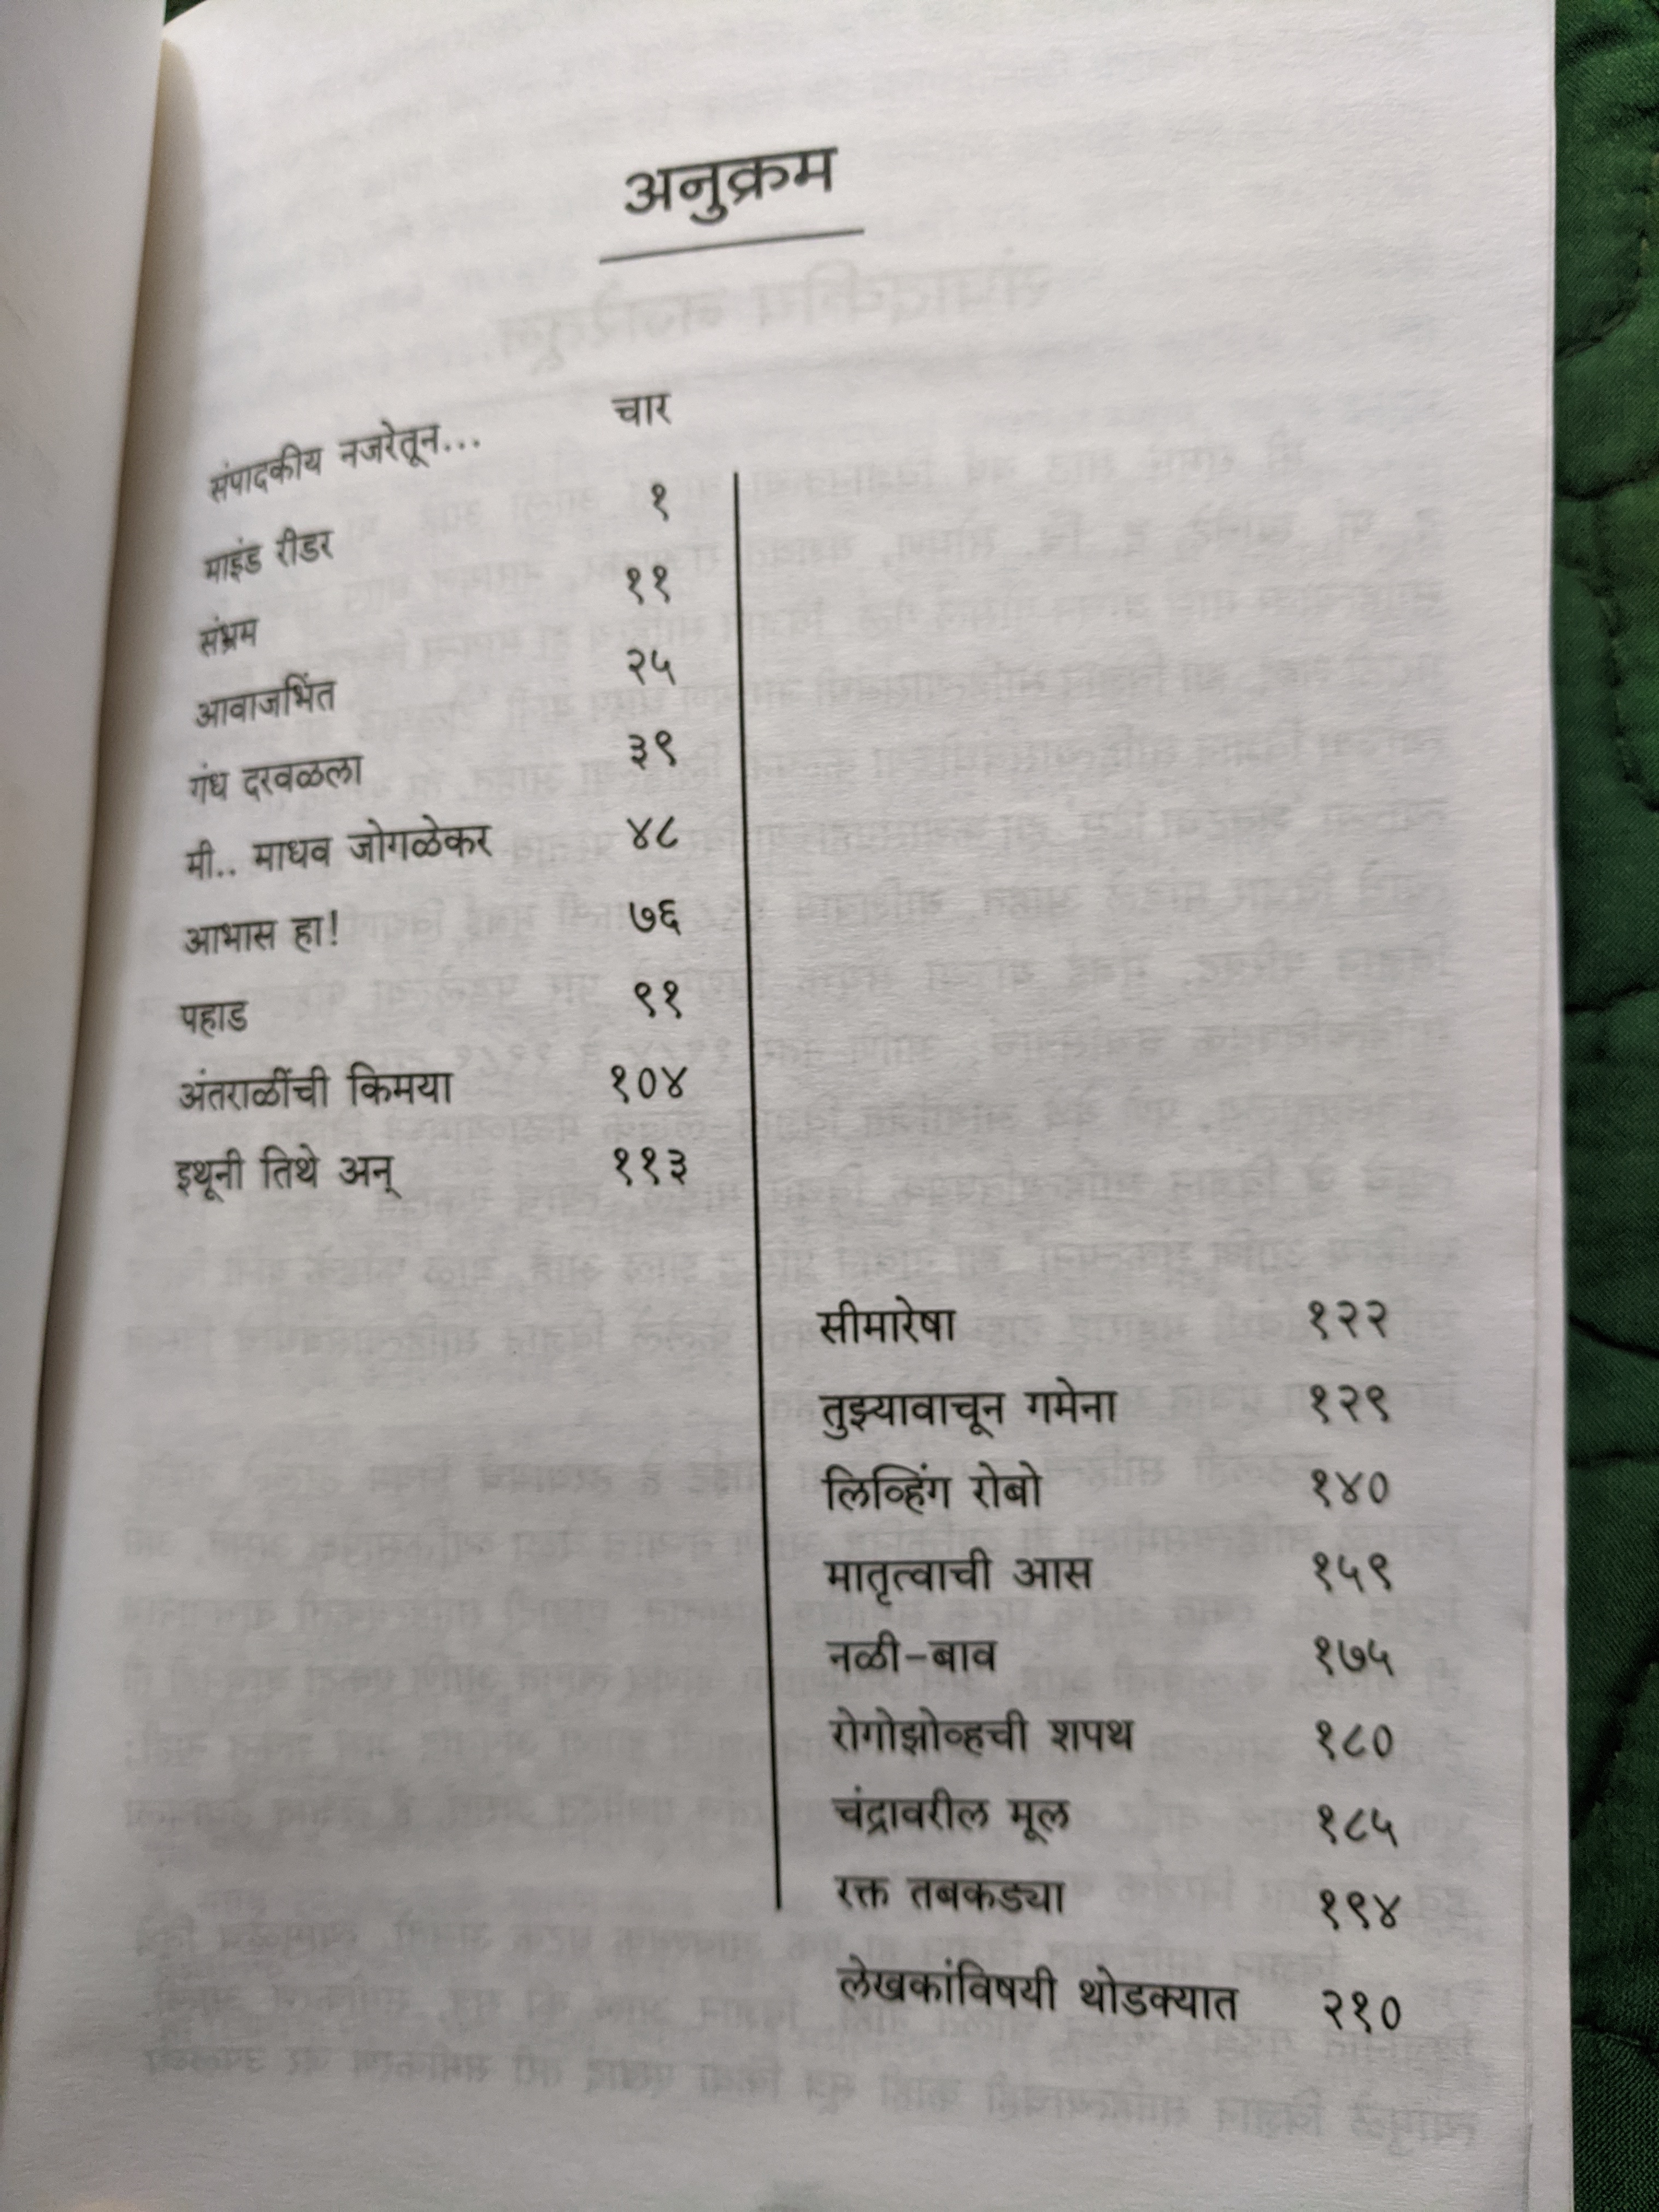 अनुक्रम
संपादकीय नजरेतून... चार
माइंड रीडर १
संभ्रम ११
आवाजभिंत २५
गंध दरवळला ३९
मी.. माधव जोगळेकर ४८
आभास हा! ७६
पहाड ९१
अंतराळींची किमया १०४
इथूनी तिथे अन् ११३
सीमारेषा १२२
तुझ्यावाचून गमेना १२९
लिव्हिंग रोबो १४०
मातृत्वाची आस १५९
नळी-बाव १७५
रोगोझोव्हची शपथ १८०
चंद्रावरील मूल १८५
रक्त तबकड्या १९४
लेखकांविषयी थोडक्यात २१०